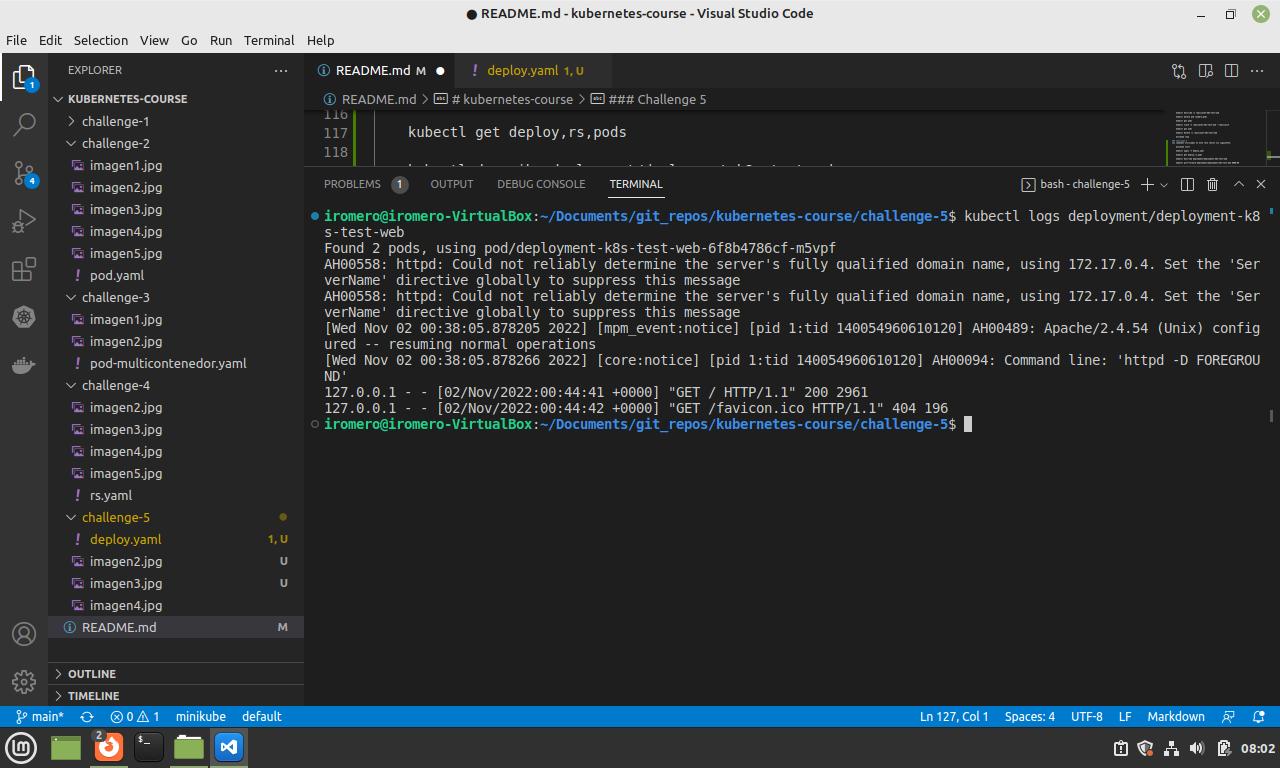 ● README.md - kubernetes-course - Visual Studio Code
File Edit Selection View Go Run Terminal Help
EXPLORER
README.md M
deploy.yaml 1, U
KUBERNETES-COURSE
README.md > # kubernetes-course > ### Challenge 5
challenge-1
challenge-2
imagen1.jpg
imagen2.jpg
imagen3.jpg
imagen4.jpg
imagen5.jpg
pod.yaml
challenge-3
imagen1.jpg
imagen2.jpg
pod-multicontenedor.yaml
challenge-4
imagen2.jpg
imagen3.jpg
imagen4.jpg
imagen5.jpg
rs.yaml
challenge-5
deploy.yaml 1, U
imagen2.jpg U
imagen3.jpg U
imagen4.jpg
README.md M
OUTLINE
TIMELINE
1
4
116
117 kubectl get deploy,rs,pods
118
PROBLEMS 1 OUTPUT DEBUG CONSOLE TERMINAL
bash - challenge-5
iromero@iromero-VirtualBox:~/Documents/git_repos/kubernetes-course/challenge-5$ kubectl logs deployment/deployment-k8
s-test-web
Found 2 pods, using pod/deployment-k8s-test-web-6f8b4786cf-m5vpf
AH00558: httpd: Could not reliably determine the server's fully qualified domain name, using 172.17.0.4. Set the 'Ser
verName' directive globally to suppress this message
AH00558: httpd: Could not reliably determine the server's fully qualified domain name, using 172.17.0.4. Set the 'Ser
verName' directive globally to suppress this message
[Wed Nov 02 00:38:05.878205 2022] [mpm_event:notice] [pid 1:tid 140054960610120] AH00489: Apache/2.4.54 (Unix) config
ured -- resuming normal operations
[Wed Nov 02 00:38:05.878266 2022] [core:notice] [pid 1:tid 140054960610120] AH00094: Command line: 'httpd -D FOREGROU
ND'
127.0.0.1 - - [02/Nov/2022:00:44:41 +0000] "GET / HTTP/1.1" 200 2961
127.0.0.1 - - [02/Nov/2022:00:44:42 +0000] "GET /favicon.ico HTTP/1.1" 404 196
iromero@iromero-VirtualBox:~/Documents/git_repos/kubernetes-course/challenge-5$
main* 0 1 minikube default
Ln 127, Col 1 Spaces: 4 UTF-8 LF Markdown
2
08:02